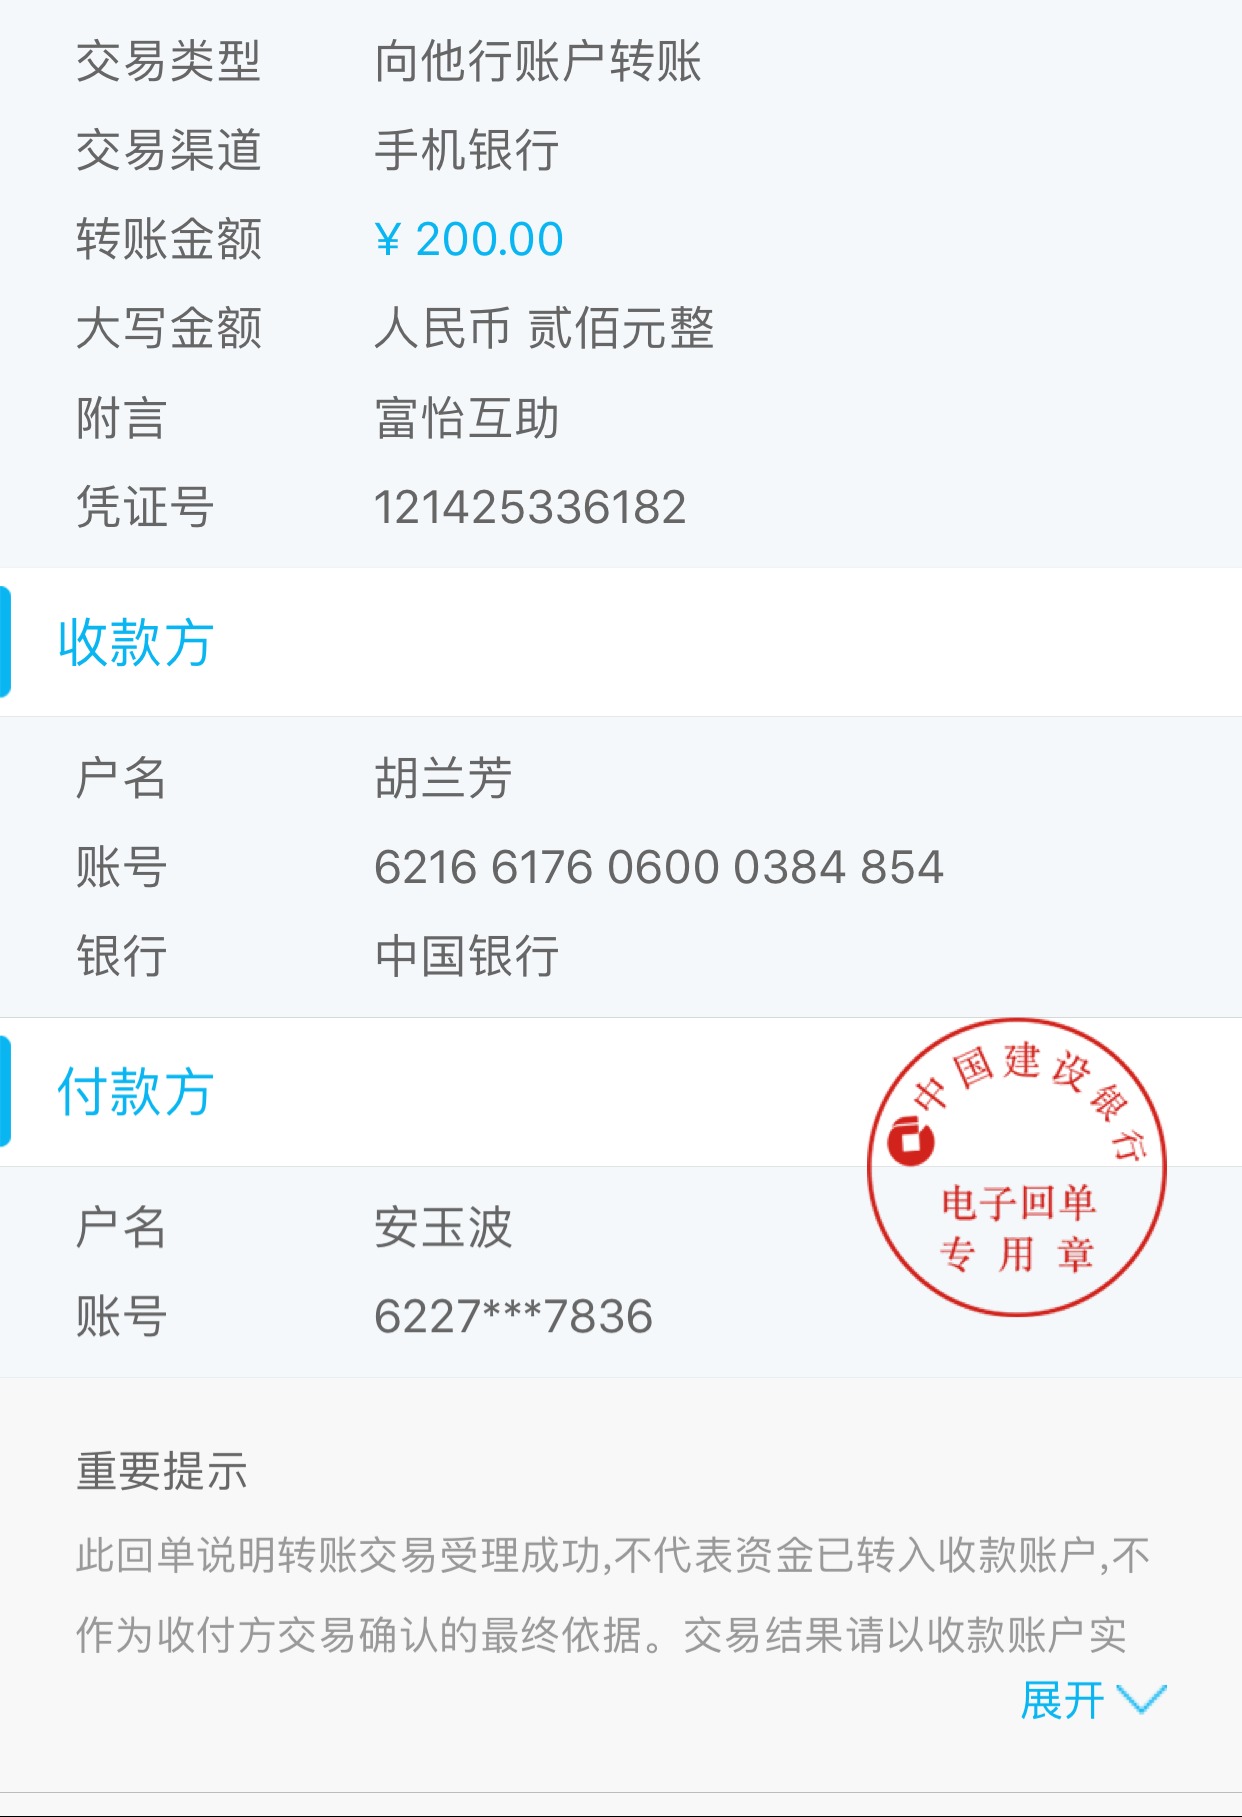 交易类型 向他行账户转账
交易渠道 手机银行
转账金额 ¥ 200.00
大写金额 人民币 贰佰元整
附言 富怡互助
凭证号 121425336182
收款方
户名 胡兰芳
账号 6216 6176 0600 0384 854
银行 中国银行
付款方
中国建设银行
电子回单
专用章
户名 安玉波
账号 6227***7836
重要提示
此回单说明转账交易受理成功,不代表资金已转入收款账户,不
作为收付方交易确认的最终依据。交易结果请以收款账户实
展开